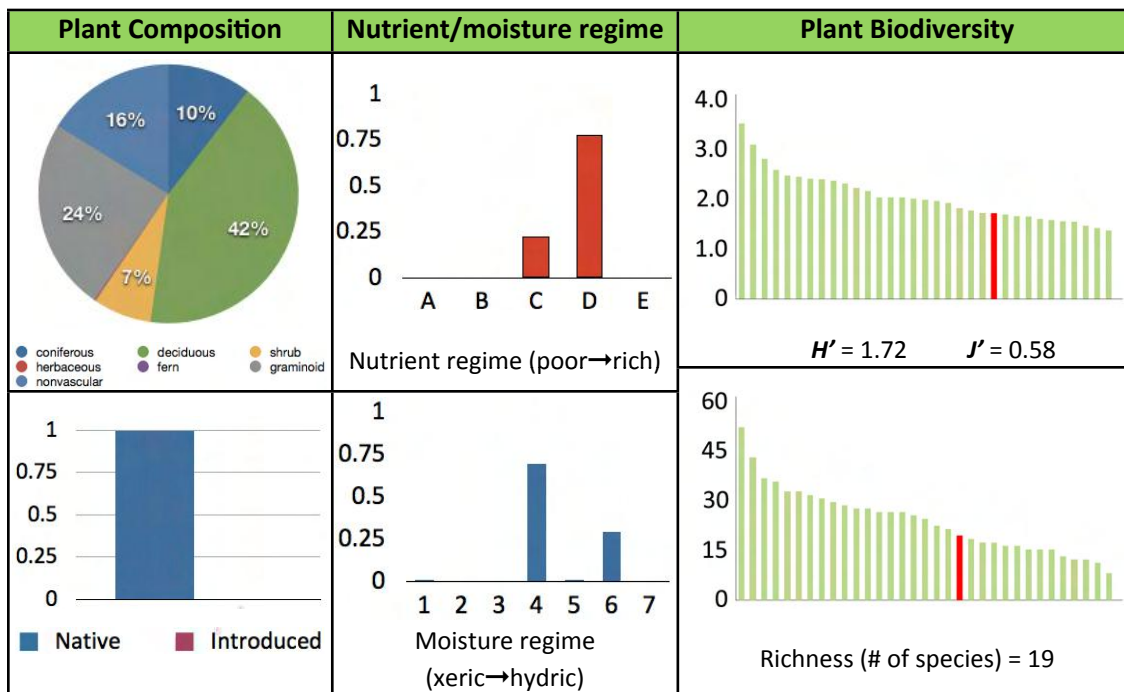 Plant Composition
Nutrient/moisture regime
Plant Biodiversity
10%
42%
7%
24%
16%
coniferous
deciduous
shrub
herbaceous
fern
graminoid
nonvascular
1
0.75
0.5
0.25
0
A B C D E
Nutrient regime (poor→rich)
4.0
3.0
2.0
1.0
0
H’ = 1.72 J’ = 0.58
1
0.75
0.5
0.25
0
Native
Introduced
1
0.75
0.5
0.25
0
1 2 3 4 5 6 7
Moisture regime
(xeric→hydric)
60
45
30
15
0
Richness (# of species) = 19